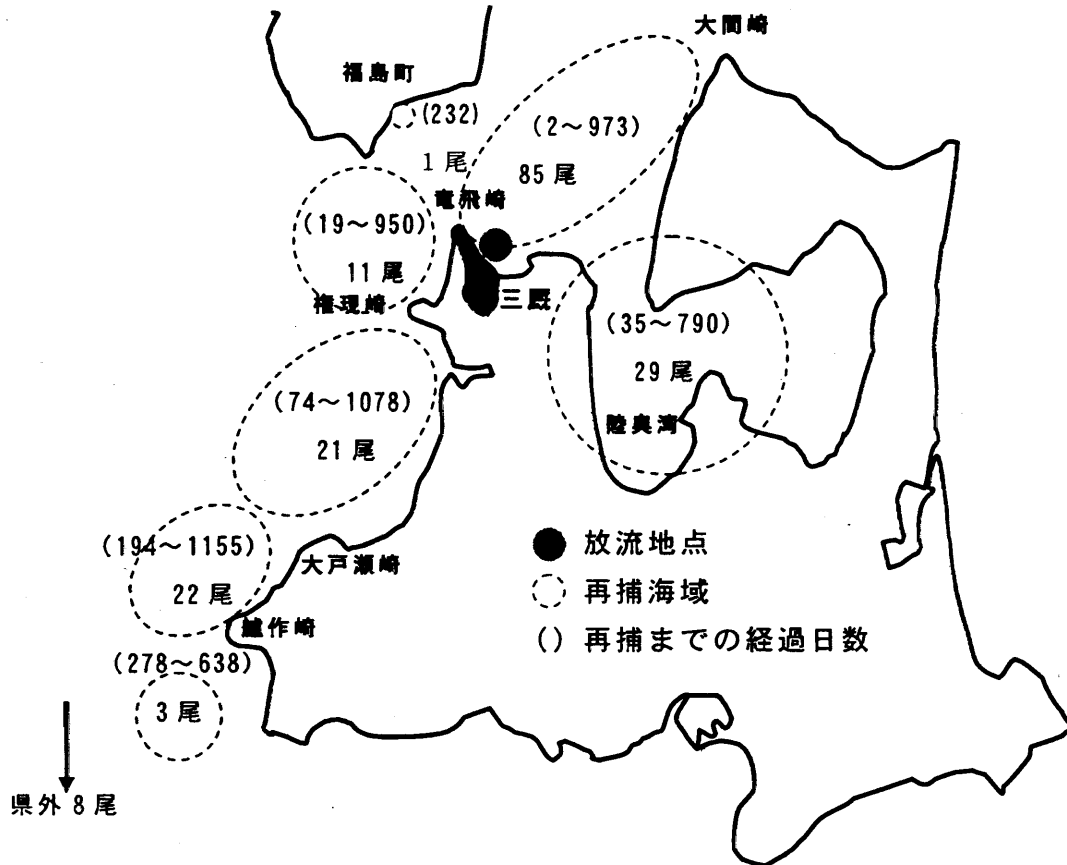 大間崎
福島町
(232)
1尾
(2～973)
85尾
竜飛崎
(19～950)
11尾
権現崎
三厩
(35～790)
29尾
陸奥湾
(74～1078)
21尾
(194～1155)
22尾
大戸瀬崎
艫作崎
(278～638)
3尾
県外8尾
放流地点
再捕海域
() 再捕までの経過日数